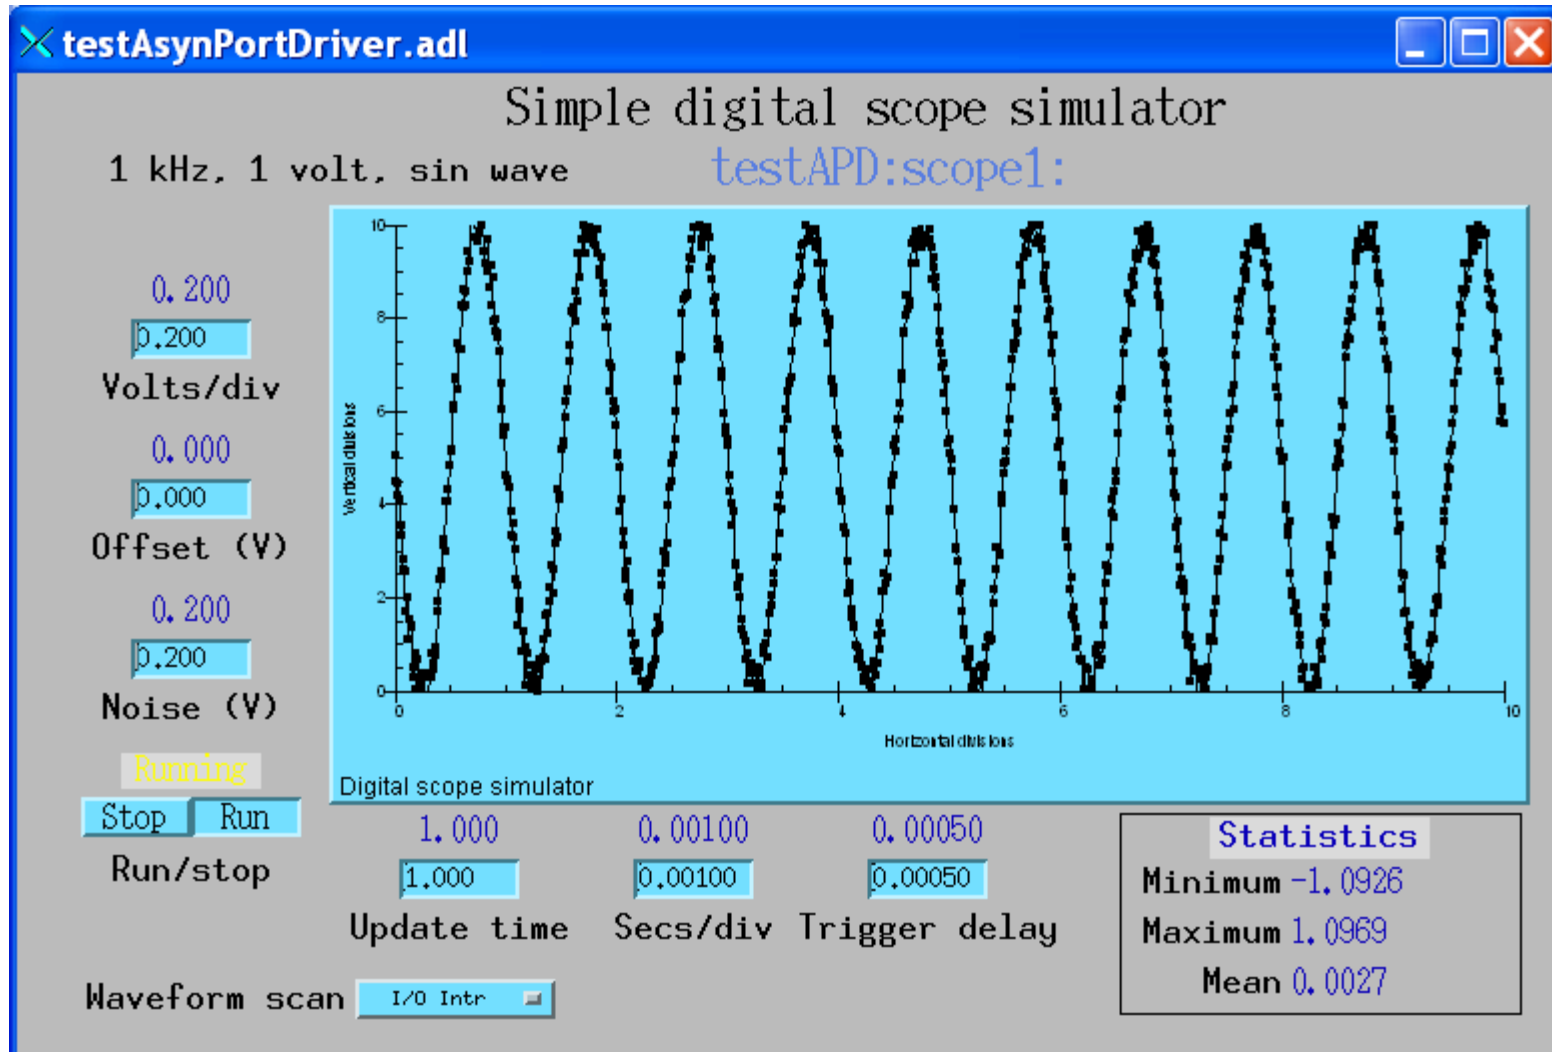 testAsynPortDriver.adl
Simple digital scope simulator
1 kHz, 1 volt, sin wave
testAPD:scope1:
0.200
0.200
Volts/div
0.000
0.000
Offset (V)
0.200
0.200
Noise (V)
Running
Stop Run
Run/stop
10
8
6
4
2
0
Vertical divisions
0 2 4 6 8 10
Horizontal divisions
Digital scope simulator
1.000
1.000
Update time
0.00100
0.00100
Secs/div
0.00050
0.00050
Trigger delay
Statistics
Minimum -1.0926
Maximum 1.0969
Mean 0.0027
Waveform scan I/O Intr